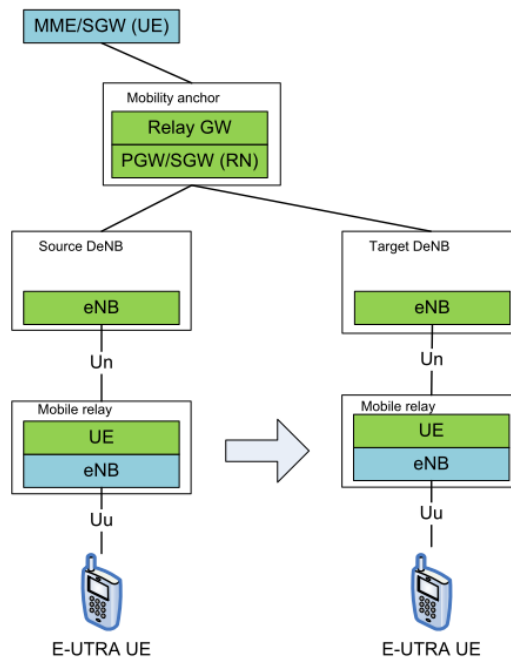 MME/SGW (UE)
Mobility anchor
Relay GW
PGW/SGW (RN)
Source DeNB
Target DeNB
eNB
eNB
Un
Un
Mobile relay
Mobile relay
UE
UE
eNB
eNB
Uu
Uu
E-UTRA UE
E-UTRA UE